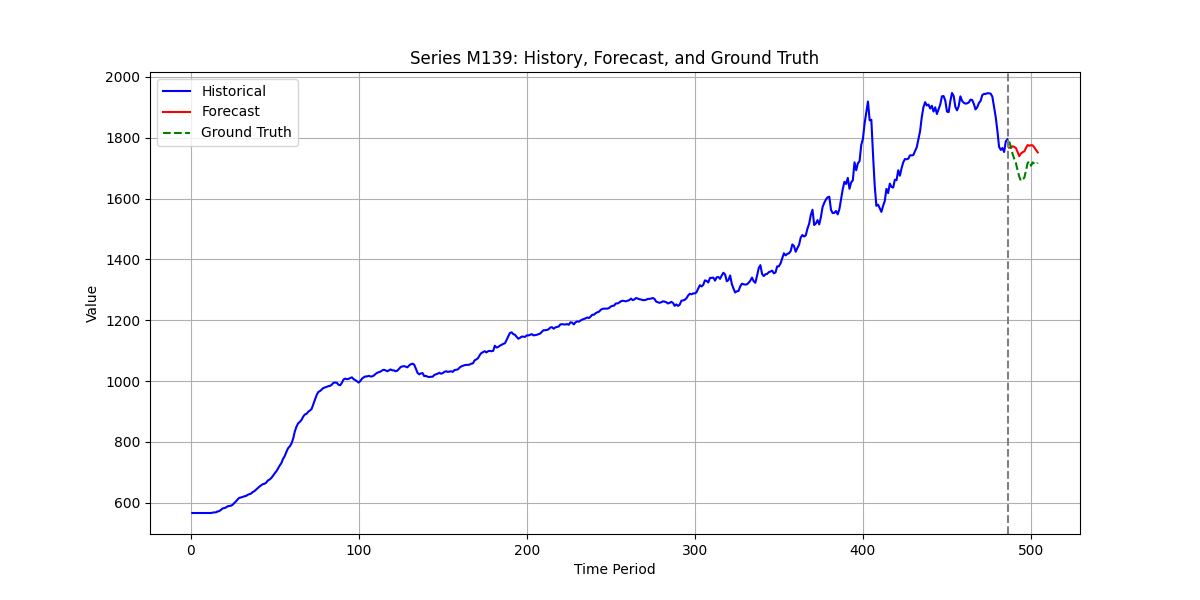 Series M139: History, Forecast, and Ground Truth
Historical
Forecast
Ground Truth
2000
1800
1600
1400
1200
1000
800
600
Value
0 100 200 300 400 500
Time Period